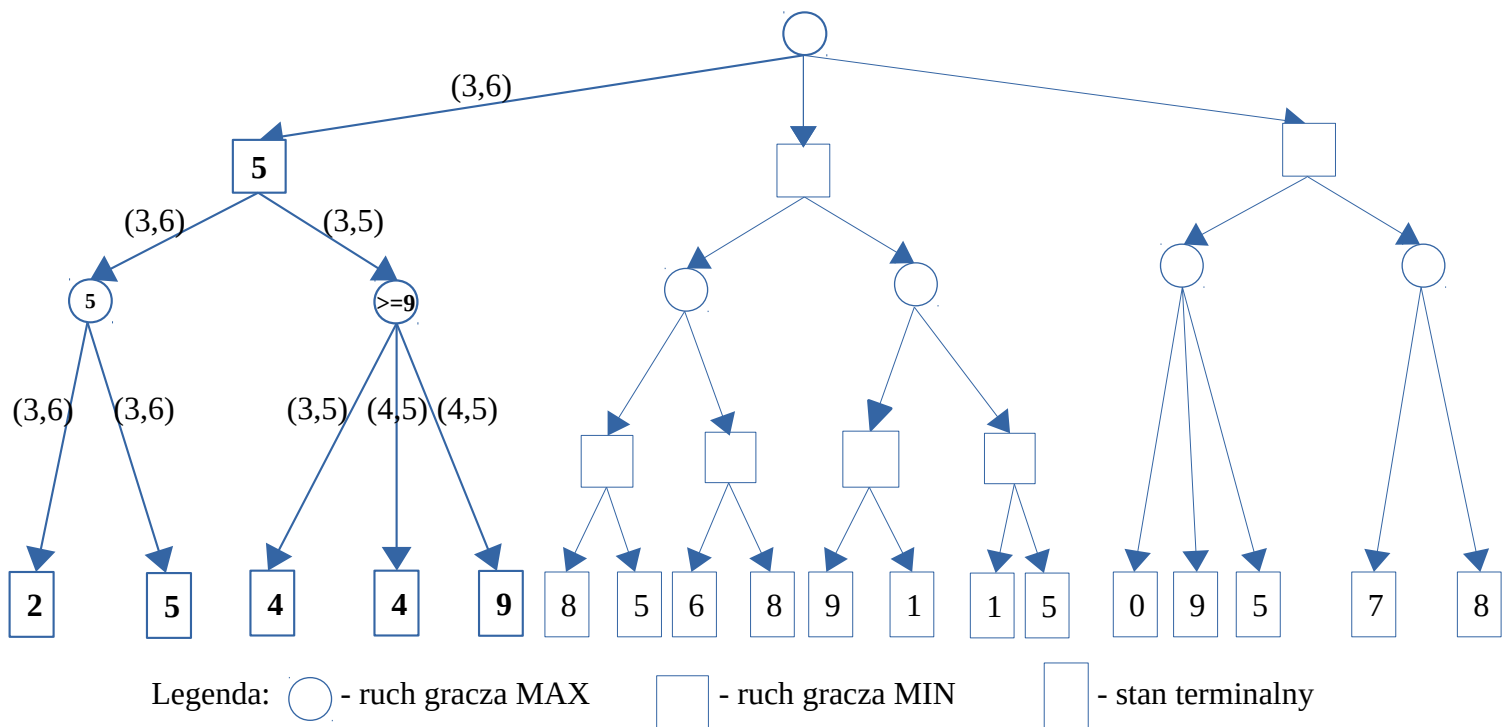 (3,6)
5
(3,6) (3,5)
5 >=9
(3,6) (3,6) (3,5) (4,5) (4,5)
2 5 4 4 9 8 5 6 8 9 1 1 5 0 9 5 7 8
Legenda: - ruch gracza MAX - ruch gracza MIN - stan terminalny